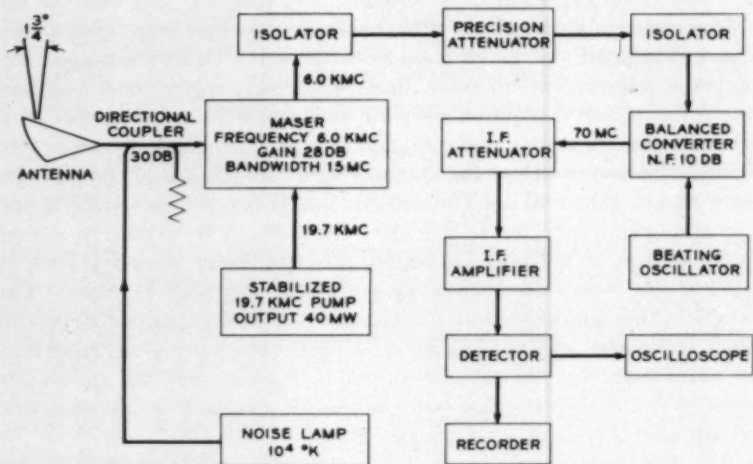 1 3/4°
ANTENNA
DIRECTIONAL
COUPLER
30 DB
MASER
FREQUENCY 6.0 KMC
GAIN 28 DB
BANDWIDTH 15 MC
6.0 KMC
ISOLATOR
PRECISION
ATTENUATOR
ISOLATOR
BALANCED
CONVERTER
N.F. 10 DB
70 MC
I.F.
ATTENUATOR
BEATING
OSCILLATOR
I.F.
AMPLIFIER
19.7 KMC
STABILIZED
19.7 KMC PUMP
OUTPUT 40 MW
DETECTOR
OSCILLOSCOPE
RECORDER
NOISE LAMP
10⁴ °K